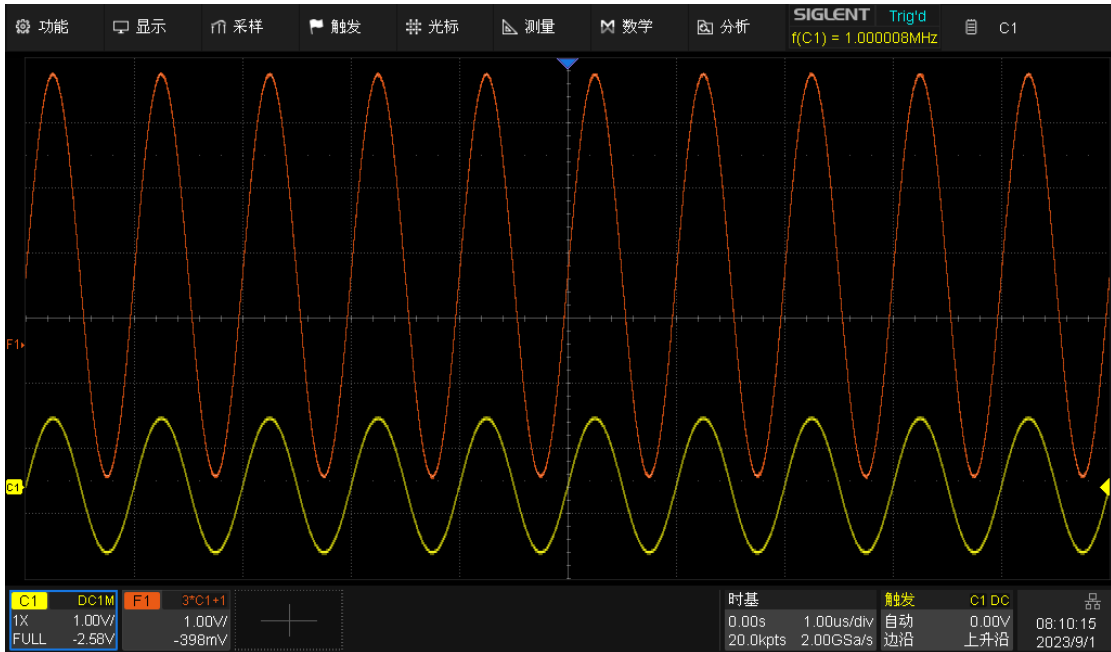 功能 显示 采样 触发 光标 测量 数学 分析 SIGLENT Trig'd C1
f(C1) = 1.000008MHz
F1
C1
C1 DC1M F1 3*C1+1 时基 触发 C1 DC
1X 1.00V/ 1.00V/ 0.00s 1.00us/div 自动 0.00V 08:10:15
FULL -2.58V -398mV 20.0kpts 2.00GSa/s 边沿 上升沿 2023/9/1